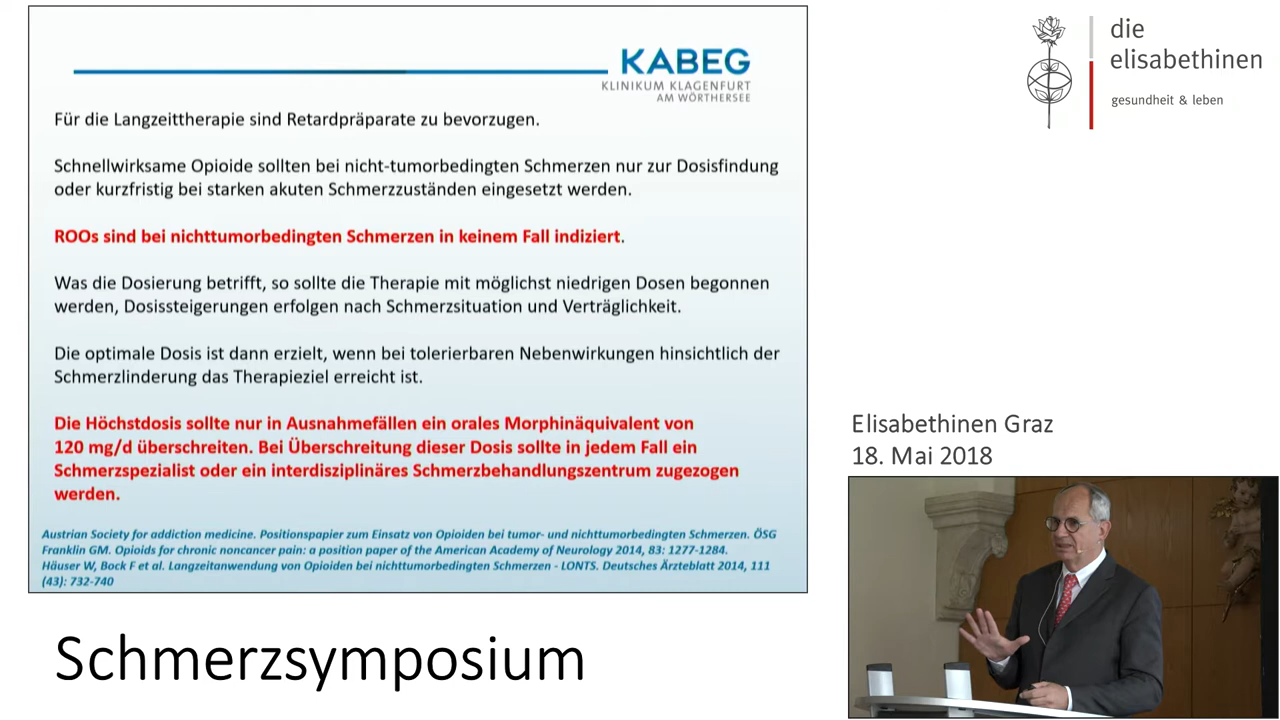 KABEG
KLINIKUM KLAGENFURT
AM WÖRTHERSEE
Für die Langzeittherapie sind Retardpräparate zu bevorzugen.
Schnellwirksame Opioide sollten bei nicht-tumorbedingten Schmerzen nur zur Dosisfindung
oder kurzfristig bei starken akuten Schmerzzuständen eingesetzt werden.
ROOs sind bei nichttumorbedingten Schmerzen in keinem Fall indiziert.
Was die Dosierung betrifft, so sollte die Therapie mit möglichst niedrigen Dosen begonnen
werden, Dosissteigerungen erfolgen nach Schmerzsituation und Verträglichkeit.
Die optimale Dosis ist dann erzielt, wenn bei tolerierbaren Nebenwirkungen hinsichtlich der
Schmerzlinderung das Therapieziel erreicht ist.
Die Höchstdosis sollte nur in Ausnahmefällen ein orales Morphinäquivalent von
120 mg/d überschreiten. Bei Überschreitung dieser Dosis sollte in jedem Fall ein
Schmerzspezialist oder ein interdisziplinäres Schmerzbehandlungszentrum zugezogen
werden.
Austrian Society for addiction medicine. Positionspapier zum Einsatz von Opioiden bei tumor- und nichttumorbedingten Schmerzen. ÖSG
Franklin GM. Opioids for chronic noncancer pain: a position paper of the American Academy of Neurology 2014, 83: 1277-1284.
Häuser W, Bock F et al. Langzeitanwendung von Opioiden bei nichttumorbedingten Schmerzen - LONTS. Deutsches Ärzteblatt 2014, 111
(43): 732-740
Schmerzsymposium
die
elisabethinen
gesundheit & leben
Elisabethinen Graz
18. Mai 2018